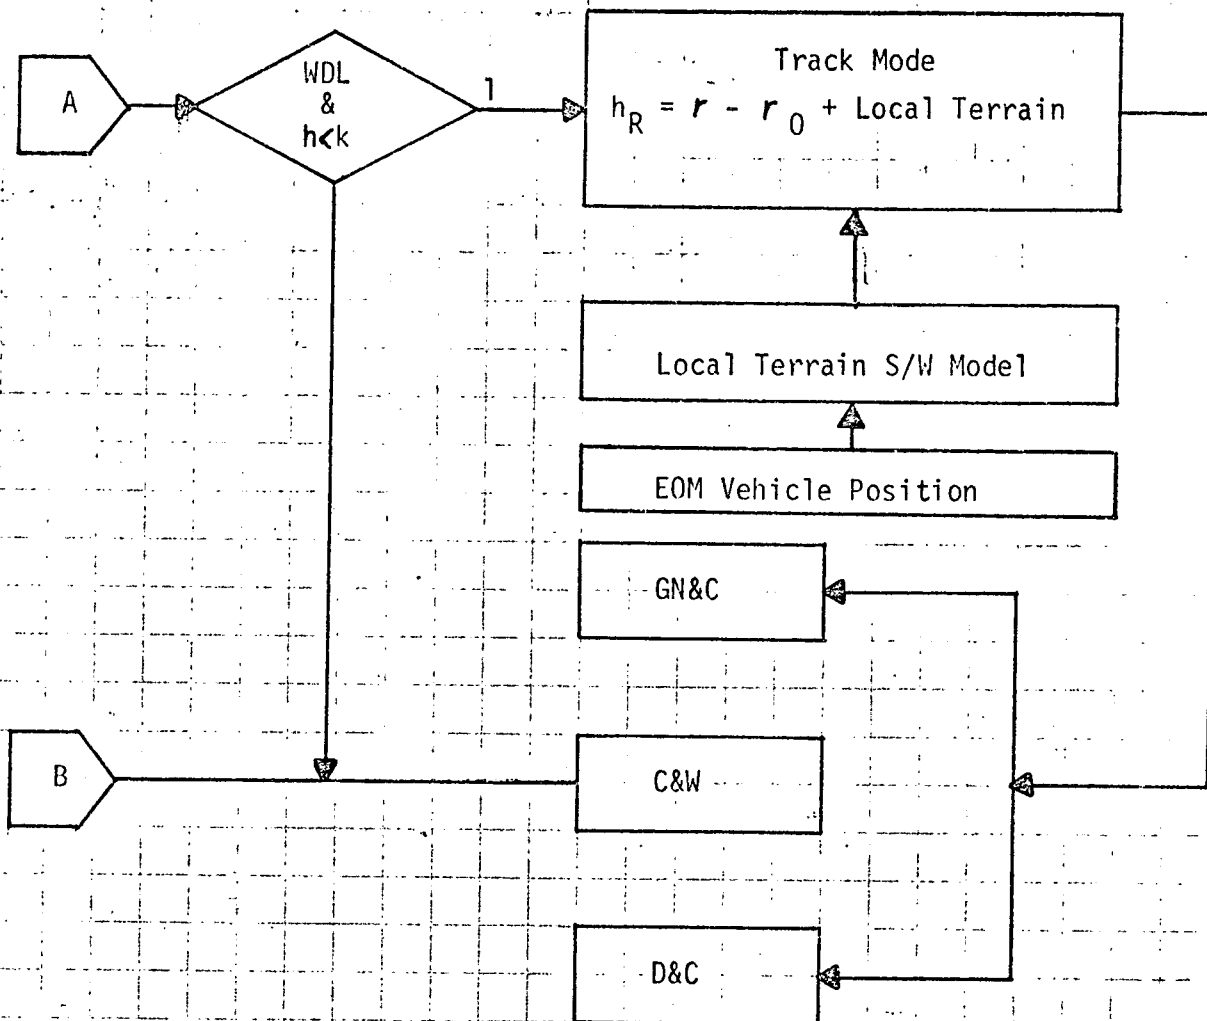 A
WDL
&
h<k
1
Track Mode
h_R = r - r_0 + Local Terrain
Local Terrain S/W Model
EOM Vehicle Position
GN&C
B
C&W
D&C